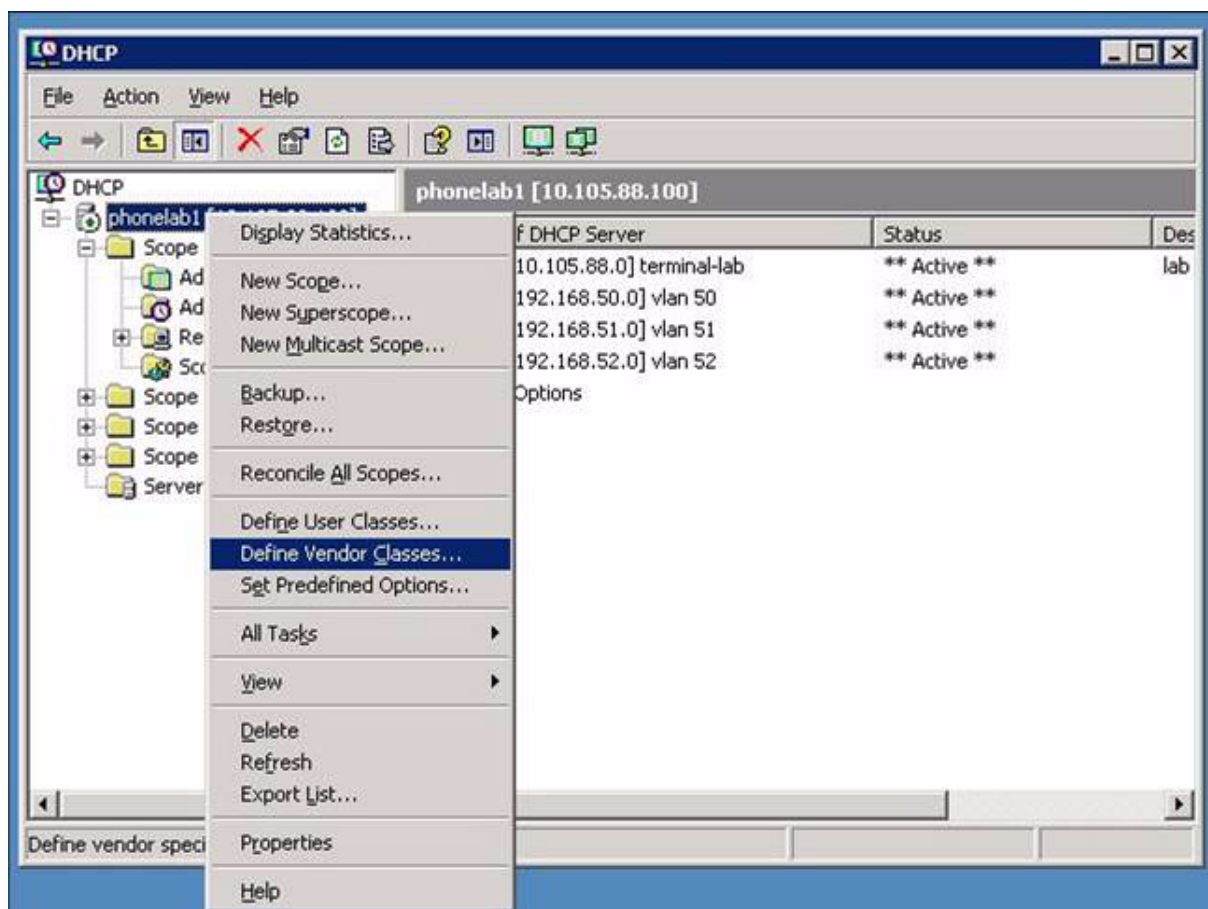 DHCP
File Action View Help
DHCP
phonelab1 [10.105.88.100]
phonelab1
Scope
Ad
Ad
Re
Sco
Scope
Scope
Scope
Server
f DHCP Server Status Des
10.105.88.0] terminal-lab ** Active ** lab
192.168.50.0] vlan 50 ** Active **
192.168.51.0] vlan 51 ** Active **
192.168.52.0] vlan 52 ** Active **
Options
Display Statistics...
New Scope...
New Superscope...
New Multicast Scope...
Backup...
Restore...
Reconcile All Scopes...
Define User Classes...
Define Vendor Classes...
Set Predefined Options...
All Tasks
View
Delete
Refresh
Export List...
Properties
Help
Define vendor speci